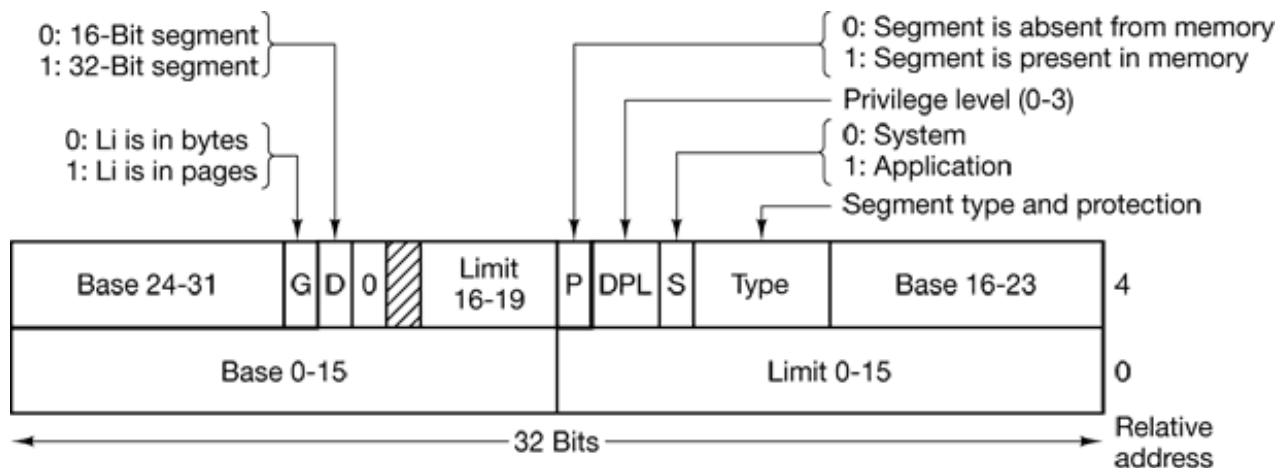 0: 16-Bit segment
1: 32-Bit segment
0: Li is in bytes
1: Li is in pages
0: Segment is absent from memory
1: Segment is present in memory
Privilege level (0-3)
0: System
1: Application
Segment type and protection
Base 24-31 G D 0 Limit 16-19 P DPL S Type Base 16-23 4
Base 0-15 Limit 0-15 0
32 Bits
Relative
address